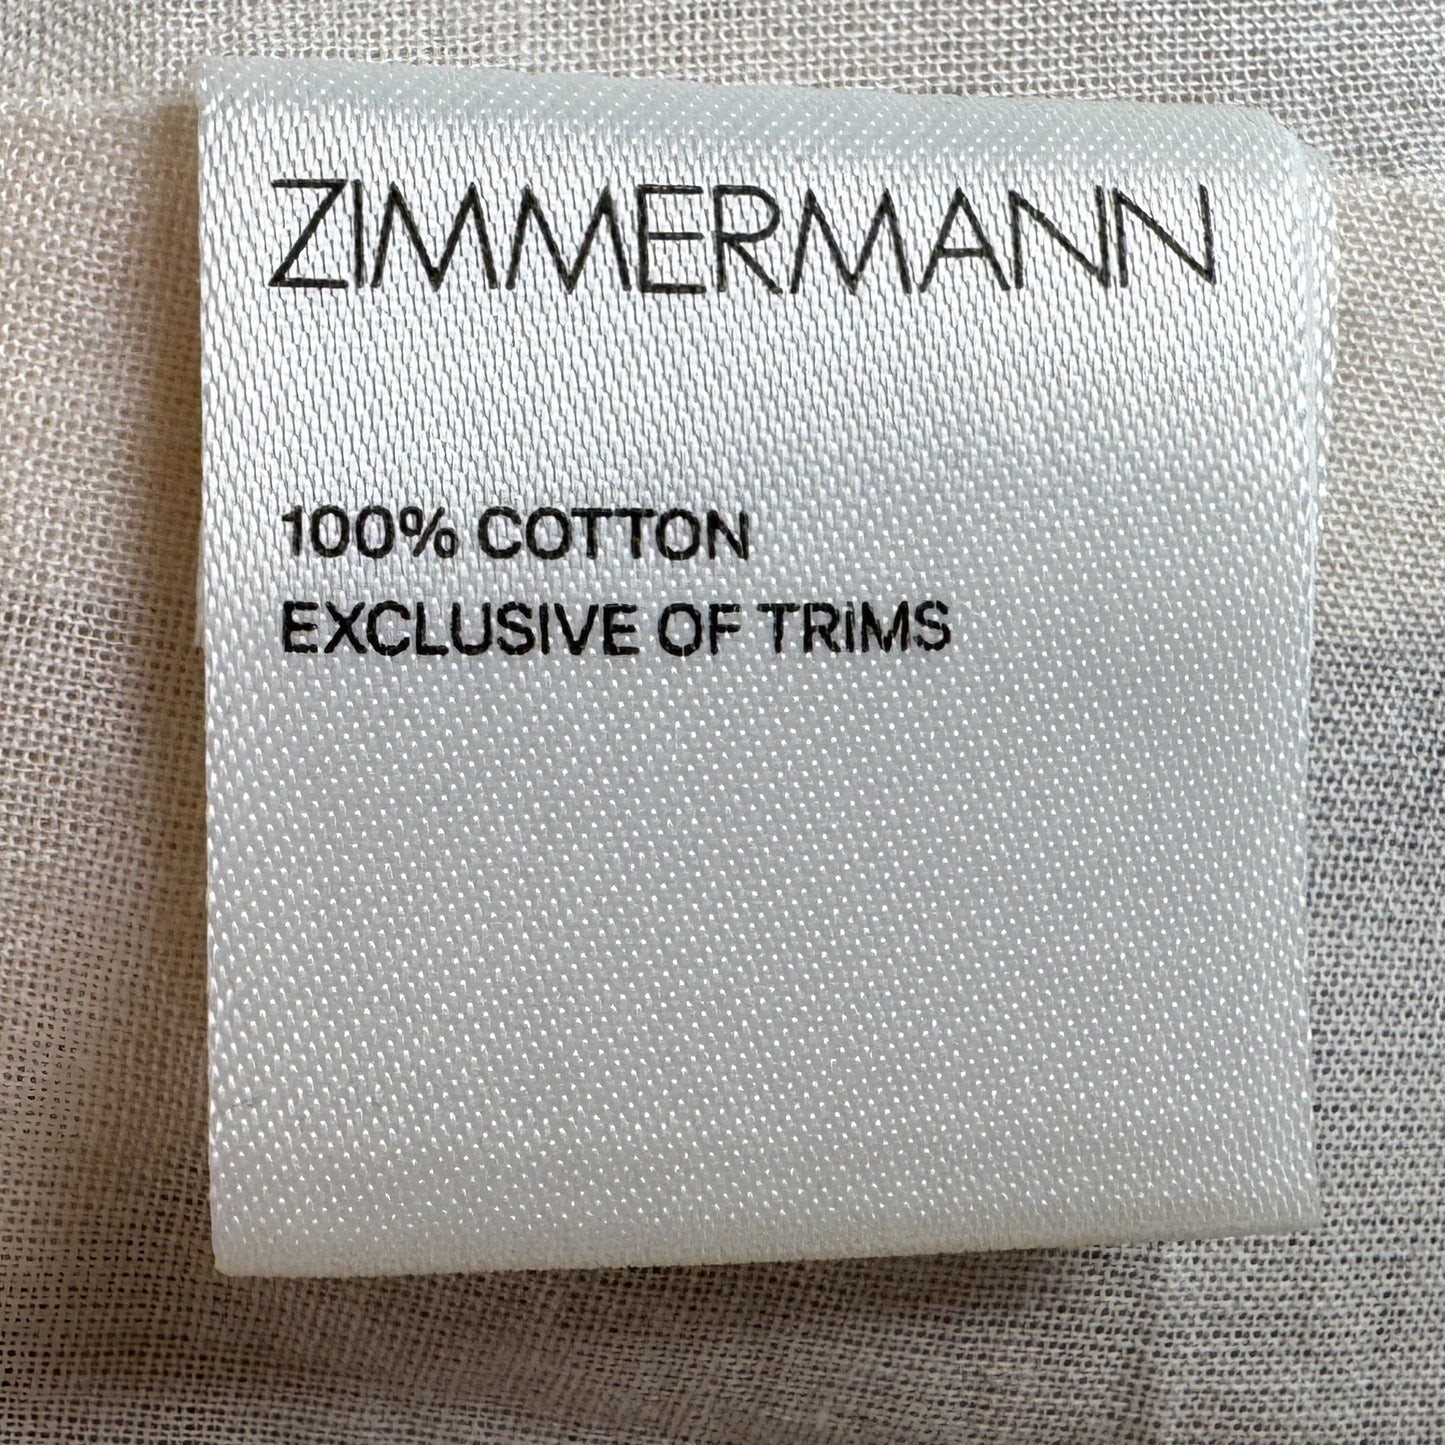 ZIMMERMANN
100% COTTON
EXCLUSIVE OF TRIMS